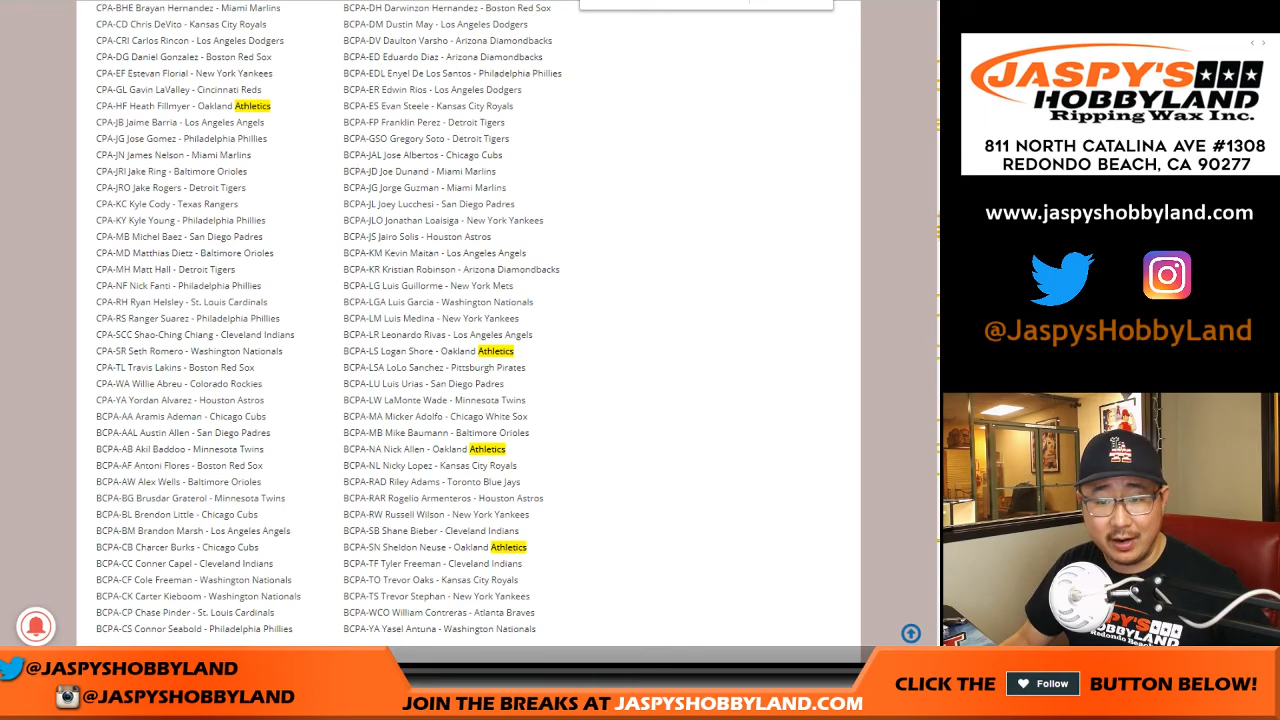 CPA-BHE Brayan Hernandez - Miami Marlins
CPA-CD Chris DeVito - Kansas City Royals
CPA-CRI Carlos Rincon - Los Angeles Dodgers
CPA-DG Daniel Gonzalez - Boston Red Sox
CPA-EF Estevan Florial - New York Yankees
CPA-GL Gavin LaValley - Cincinnati Reds
CPA-HF Heath Fillmyer - Oakland Athletics
CPA-JB Jaime Barria - Los Angeles Angels
CPA-JG Jose Gomez - Philadelphia Phillies
CPA-JN James Nelson - Miami Marlins
CPA-JRI Jake Ring - Baltimore Orioles
CPA-JRO Jake Rogers - Detroit Tigers
CPA-KC Kyle Cody - Texas Rangers
CPA-KY Kyle Young - Philadelphia Phillies
CPA-MB Michel Baez - San Diego Padres
CPA-MD Matthias Dietz - Baltimore Orioles
CPA-MH Matt Hall - Detroit Tigers
CPA-NF Nick Fanti - Philadelphia Phillies
CPA-RH Ryan Helsley - St. Louis Cardinals
CPA-RS Ranger Suarez - Philadelphia Phillies
CPA-SCC Shao-Ching Chiang - Cleveland Indians
CPA-SR Seth Romero - Washington Nationals
CPA-TL Travis Lakins - Boston Red Sox
CPA-WA Willie Abreu - Colorado Rockies
CPA-YA Yordan Alvarez - Houston Astros
BCPA-AA Aramis Ademan - Chicago Cubs
BCPA-AAL Austin Allen - San Diego Padres
BCPA-AB Akil Baddoo - Minnesota Twins
BCPA-AF Antoni Flores - Boston Red Sox
BCPA-AW Alex Wells - Baltimore Orioles
BCPA-BG Brusdar Graterol - Minnesota Twins
BCPA-BL Brendon Little - Chicago Cubs
BCPA-BM Brandon Marsh - Los Angeles Angels
BCPA-CB Charcer Burks - Chicago Cubs
BCPA-CC Conner Capel - Cleveland Indians
BCPA-CF Cole Freeman - Washington Nationals
BCPA-CK Carter Kieboom - Washington Nationals
BCPA-CP Chase Pinder - St. Louis Cardinals
BCPA-CS Connor Seabold - Philadelphia Phillies
BCPA-DH Darwinzon Hernandez - Boston Red Sox
BCPA-DM Dustin May - Los Angeles Dodgers
BCPA-DV Daulton Varsho - Arizona Diamondbacks
BCPA-ED Eduardo Diaz - Arizona Diamondbacks
BCPA-EDL Enyel De Los Santos - Philadelphia Phillies
BCPA-ER Edwin Rios - Los Angeles Dodgers
BCPA-ES Evan Steele - Kansas City Royals
BCPA-FP Franklin Perez - Detroit Tigers
BCPA-GSO Gregory Soto - Detroit Tigers
BCPA-JAL Jose Albertos - Chicago Cubs
BCPA-JD Joe Dunand - Miami Marlins
BCPA-JG Jorge Guzman - Miami Marlins
BCPA-JL Joey Lucchesi - San Diego Padres
BCPA-JLO Jonathan Loaisiga - New York Yankees
BCPA-JS Jairo Solis - Houston Astros
BCPA-KM Kevin Maitan - Los Angeles Angels
BCPA-KR Kristian Robinson - Arizona Diamondbacks
BCPA-LG Luis Guillorme - New York Mets
BCPA-LGA Luis Garcia - Washington Nationals
BCPA-LM Luis Medina - New York Yankees
BCPA-LR Leonardo Rivas - Los Angeles Angels
BCPA-LS Logan Shore - Oakland Athletics
BCPA-LSA LoLo Sanchez - Pittsburgh Pirates
BCPA-LU Luis Urias - San Diego Padres
BCPA-LW LaMonte Wade - Minnesota Twins
BCPA-MA Micker Adolfo - Chicago White Sox
BCPA-MB Mike Baumann - Baltimore Orioles
BCPA-NA Nick Allen - Oakland Athletics
BCPA-NL Nicky Lopez - Kansas City Royals
BCPA-RAD Riley Adams - Toronto Blue Jays
BCPA-RAR Rogelio Armenteros - Houston Astros
BCPA-RW Russell Wilson - New York Yankees
BCPA-SB Shane Bieber - Cleveland Indians
BCPA-SN Sheldon Neuse - Oakland Athletics
BCPA-TF Tyler Freeman - Cleveland Indians
BCPA-TO Trevor Oaks - Kansas City Royals
BCPA-TS Trevor Stephan - New York Yankees
BCPA-WCO William Contreras - Atlanta Braves
BCPA-YA Yasel Antuna - Washington Nationals
JASPY'S
HOBBYLAND
Ripping Wax Inc.
811 NORTH CATALINA AVE #1308
REDONDO BEACH, CA 90277
www.jaspyshobbyland.com
@JaspysHobbyLand
JASPY'S
HOBBYLAND
Redondo Beach,
@JASPYSHOBBYLAND
@JASPYSHOBBYLAND
JOIN THE BREAKS AT JASPYSHOBBYLAND.COM
CLICK THE Follow BUTTON BELOW!